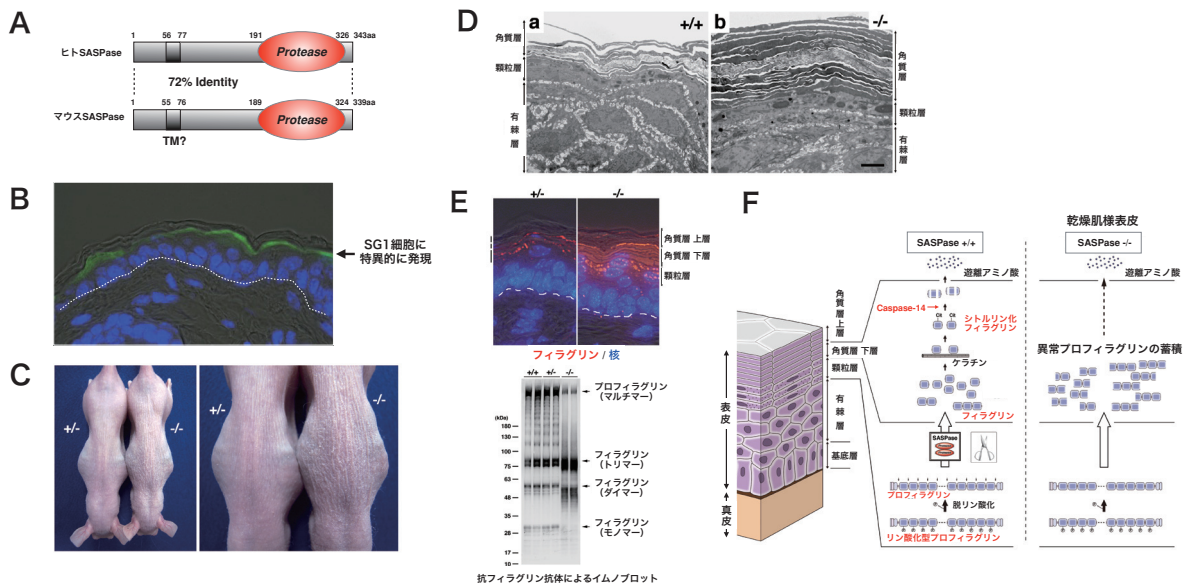 A
1
56
77
191
326
343aa
ヒトSASPase
Protease
72% Identity
1
55
76
189
324
339aa
マウスSASPase
Protease
TM?
B
SG1細胞に
特異的に発現
C
+/-
-/-
+/-
-/-
D
a
+/+
b
-/-
角質層
顆粒層
有棘層
角質層
顆粒層
有棘層
E
+/-
-/-
角質層 上層
角質層 下層
顆粒層
フィラグリン / 核
+/+
+/-
-/-
(kDa)
180
130
100
75
63
48
35
28
17
10
プロフィラグリン
(マルチマー)
フィラグリン
(トリマー)
フィラグリン
(ダイマー)
フィラグリン
(モノマー)
抗フィラグリン抗体によるイムノブロット
F
乾燥肌様表皮
SASPase +/+
SASPase -/-
遊離アミノ酸
遊離アミノ酸
Caspase-14
Cit
Cit
シトルリン化
フィラグリン
ケラチン
異常プロフィラグリンの蓄積
フィラグリン
SASPase
プロフィラグリン
P
脱リン酸化
P
リン酸化型プロフィラグリン
角質層 上層
角質層 下層
顆粒層
有棘層
基底層
表皮
真皮